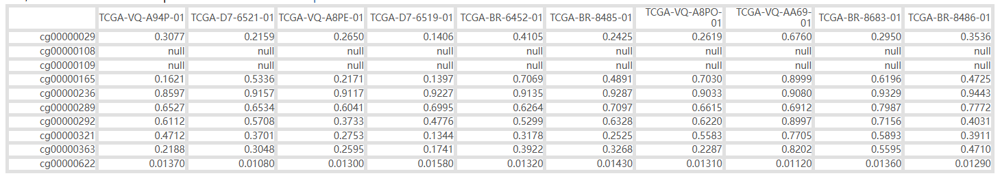 TCGA-VQ-A94P-01 TCGA-D7-6521-01 TCGA-VQ-A8PE-01 TCGA-D7-6519-01 TCGA-BR-6452-01 TCGA-BR-8485-01 TCGA-VQ-A8PO-01 TCGA-VQ-AA69-01 TCGA-BR-8683-01 TCGA-BR-8486-01
cg00000029 0.3077 0.2159 0.2650 0.1406 0.4105 0.2425 0.2619 0.6760 0.2950 0.3536
cg00000108 null null null null null null null null null null
cg00000109 null null null null null null null null null null
cg00000165 0.1621 0.5336 0.2171 0.1397 0.7069 0.4891 0.7030 0.8999 0.6196 0.4725
cg00000236 0.8597 0.9157 0.9117 0.9227 0.9135 0.9287 0.9033 0.9080 0.9329 0.9443
cg00000289 0.6527 0.6534 0.6041 0.6995 0.6264 0.7097 0.6615 0.6912 0.7987 0.7772
cg00000292 0.6112 0.5708 0.3733 0.4776 0.5299 0.6328 0.6220 0.8997 0.7156 0.4031
cg00000321 0.4712 0.3701 0.2753 0.1344 0.3178 0.2525 0.5583 0.7705 0.5893 0.3911
cg00000363 0.2188 0.3048 0.2595 0.1741 0.3922 0.3268 0.2287 0.8202 0.5595 0.4710
cg00000622 0.01370 0.01080 0.01300 0.01580 0.01320 0.01430 0.01310 0.01120 0.01360 0.01290